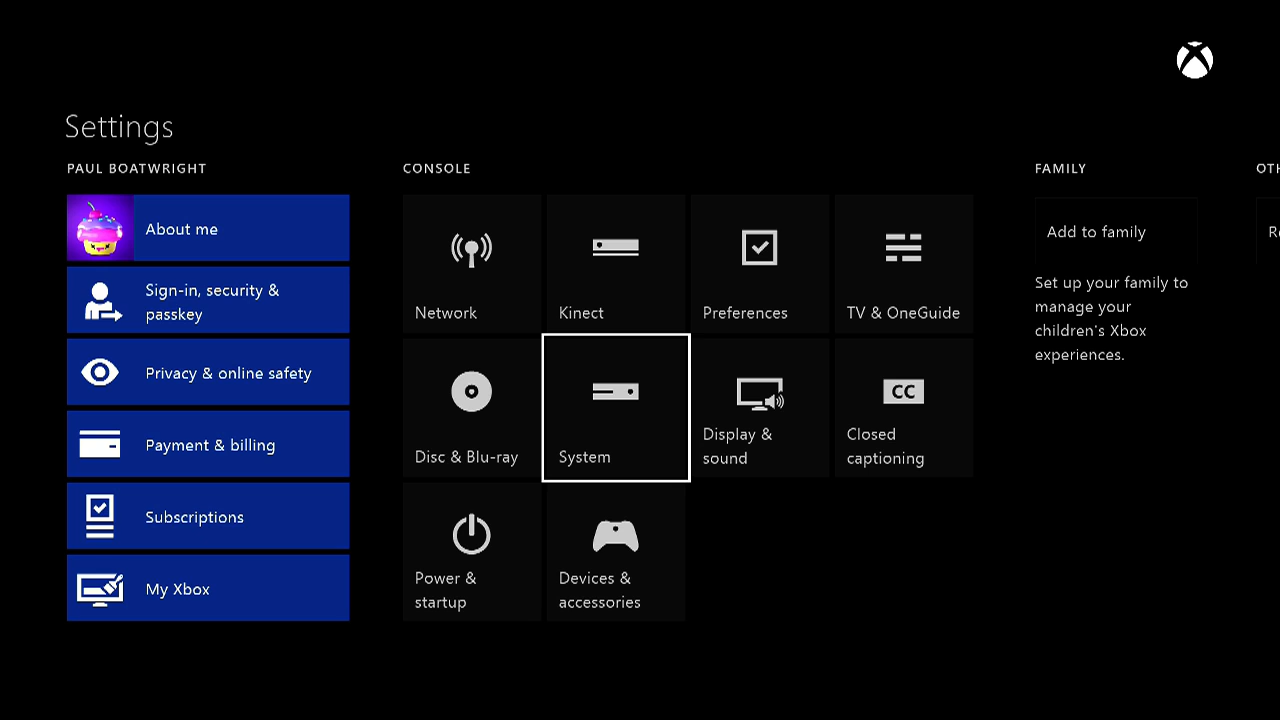 Settings
PAUL BOATWRIGHT
About me
Sign-in, security &
passkey
Privacy & online safety
Payment & billing
Subscriptions
My Xbox
CONSOLE
Network
Kinect
Preferences
TV & OneGuide
Disc & Blu-ray
System
Display &
sound
CC
Closed
captioning
Power &
startup
Devices &
accessories
FAMILY
Add to family
Set up your family to
manage your
children's Xbox
experiences.